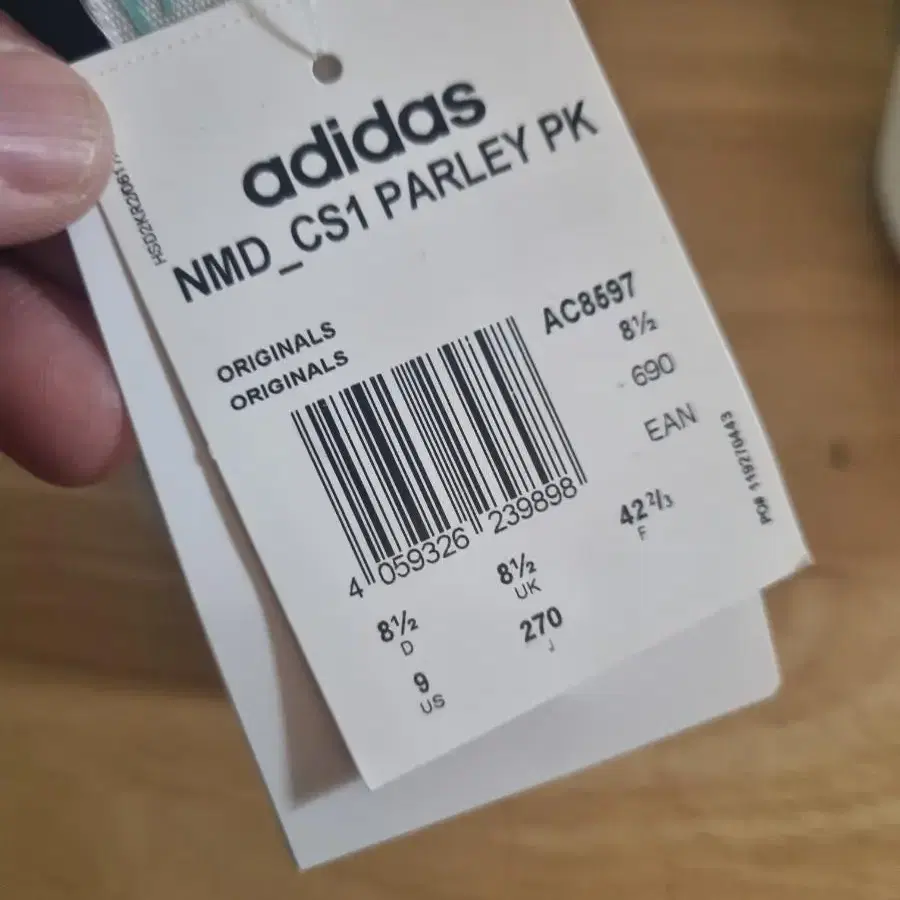 adidas
NMD_CS1 PARLEY PK
ORIGINALS
ORIGINALS
AC8597
8½
690
EAN
4 059326 239898
8½
D
8½
UK
42⅔
F
9
US
270
J
PO# 119270443